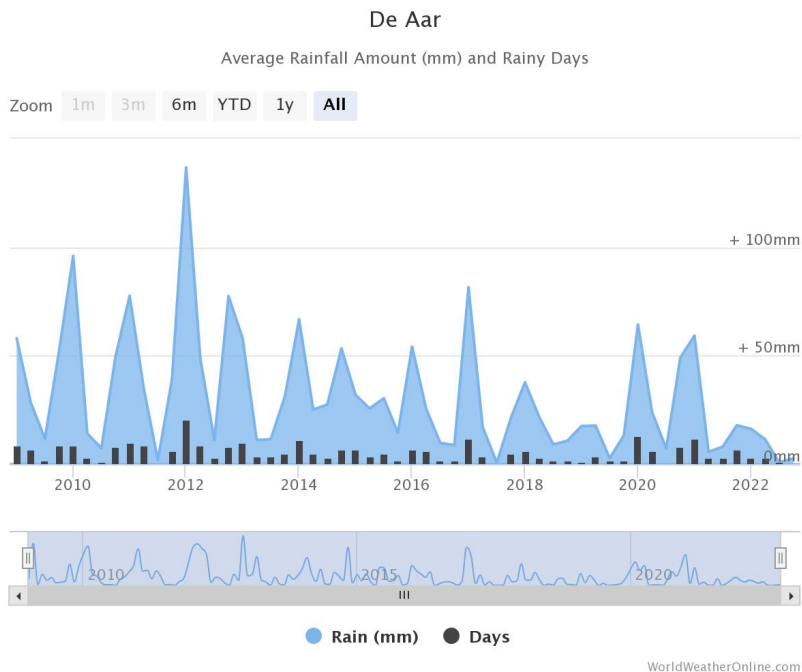 De Aar
Average Rainfall Amount (mm) and Rainy Days
Zoom 1m 3m 6m YTD 1y All
+ 100mm
+ 50mm
0mm
2010 2012 2014 2016 2018 2020 2022
2010 2015 2020
Rain (mm) Days
WorldWeatherOnline.com